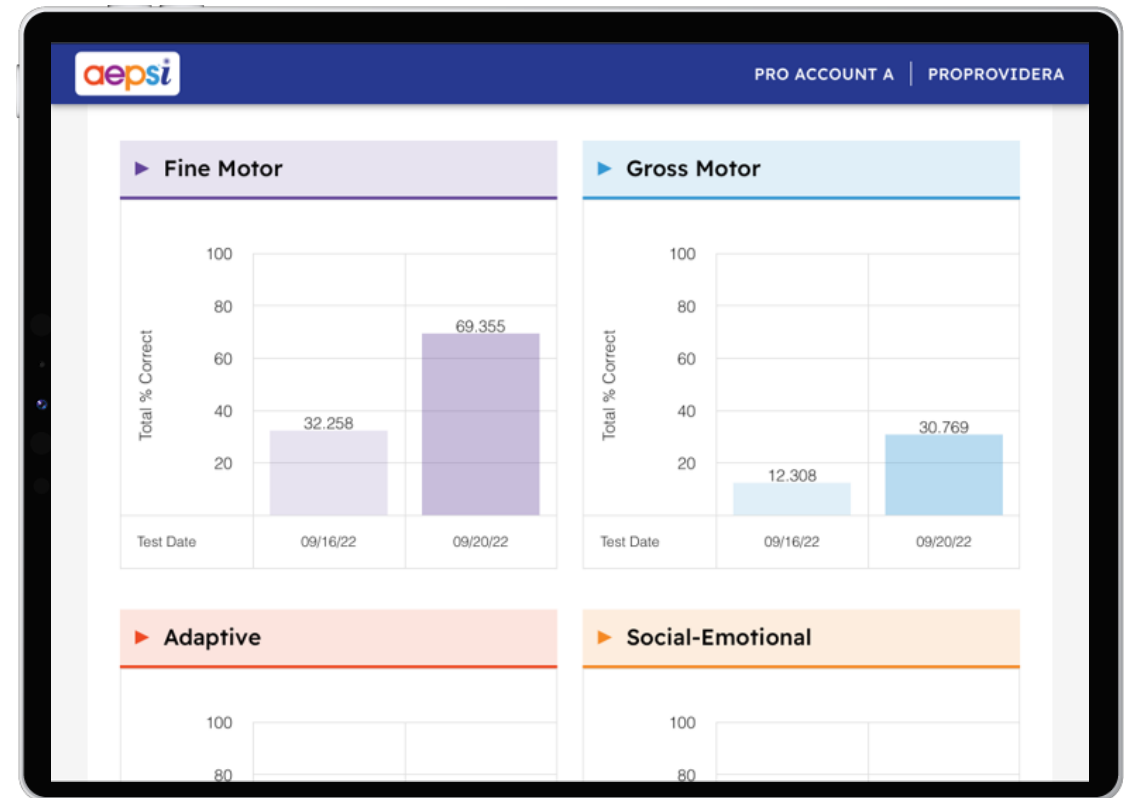 aepsi
PRO ACCOUNT A | PROPROVIDERA
Fine Motor
100
80
60
40
20
Total % Correct
32.258
69.355
Test Date 09/16/22 09/20/22
Gross Motor
100
80
60
40
20
Total % Correct
12.308
30.769
Test Date 09/16/22 09/20/22
Adaptive
100
80
Social-Emotional
100
80